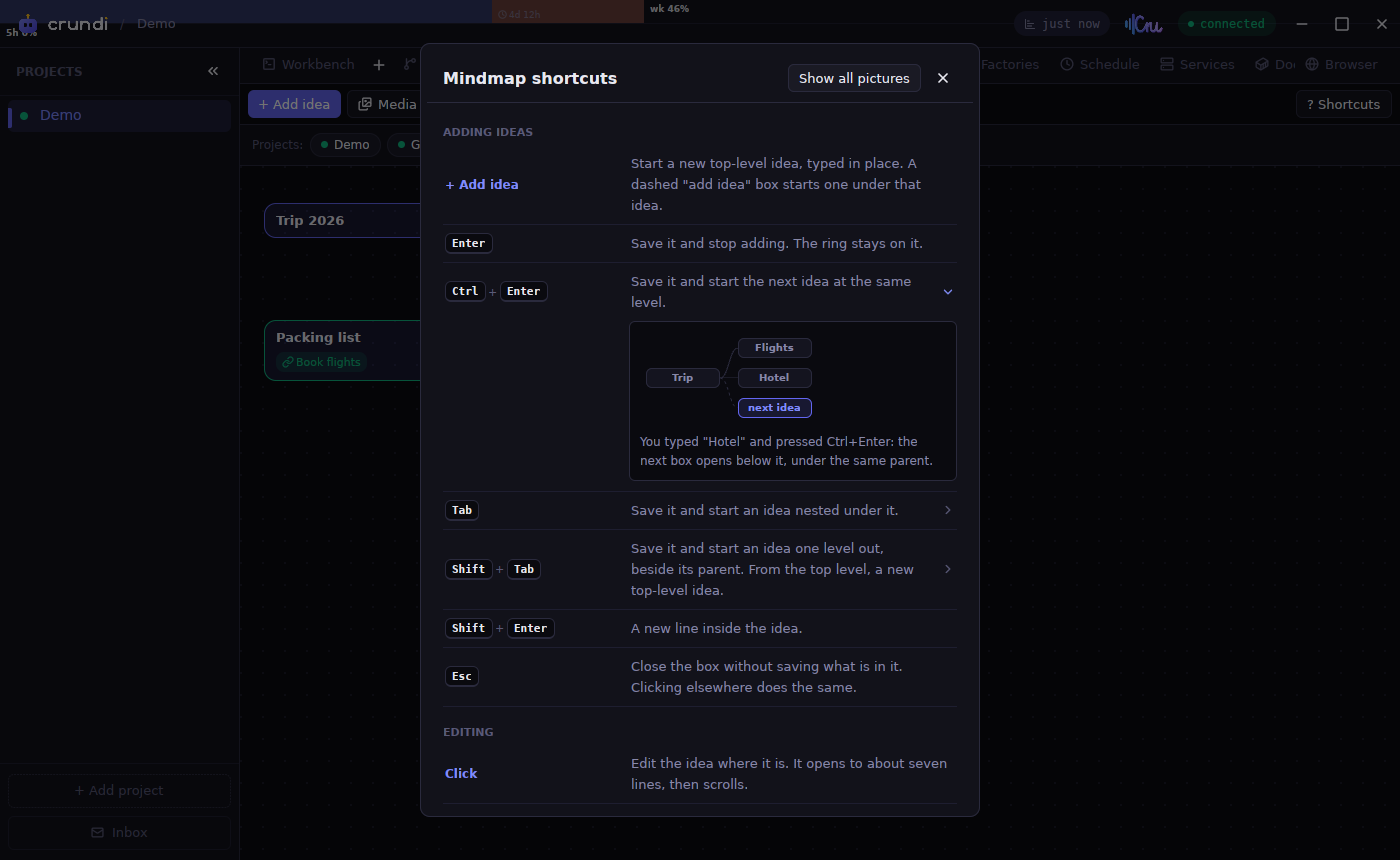 4d 12h
wk 46%
crundi / Demo
just now
Cru
connected
PROJECTS
Workbench
Factories
Schedule
Services
Browser
Demo
+ Add idea
Media
? Shortcuts
Projects:
Demo
G
Trip 2026
Packing list
Book flights
+ Add project
Inbox
Mindmap shortcuts
Show all pictures
ADDING IDEAS
+ Add idea
Start a new top-level idea, typed in place. A
dashed "add idea" box starts one under that
idea.
Enter
Save it and stop adding. The ring stays on it.
Ctrl + Enter
Save it and start the next idea at the same
level.
Flights
Trip
Hotel
next idea
You typed "Hotel" and pressed Ctrl+Enter: the
next box opens below it, under the same parent.
Tab
Save it and start an idea nested under it.
Shift + Tab
Save it and start an idea one level out,
beside its parent. From the top level, a new
top-level idea.
Shift + Enter
A new line inside the idea.
Esc
Close the box without saving what is in it.
Clicking elsewhere does the same.
EDITING
Click
Edit the idea where it is. It opens to about seven
lines, then scrolls.